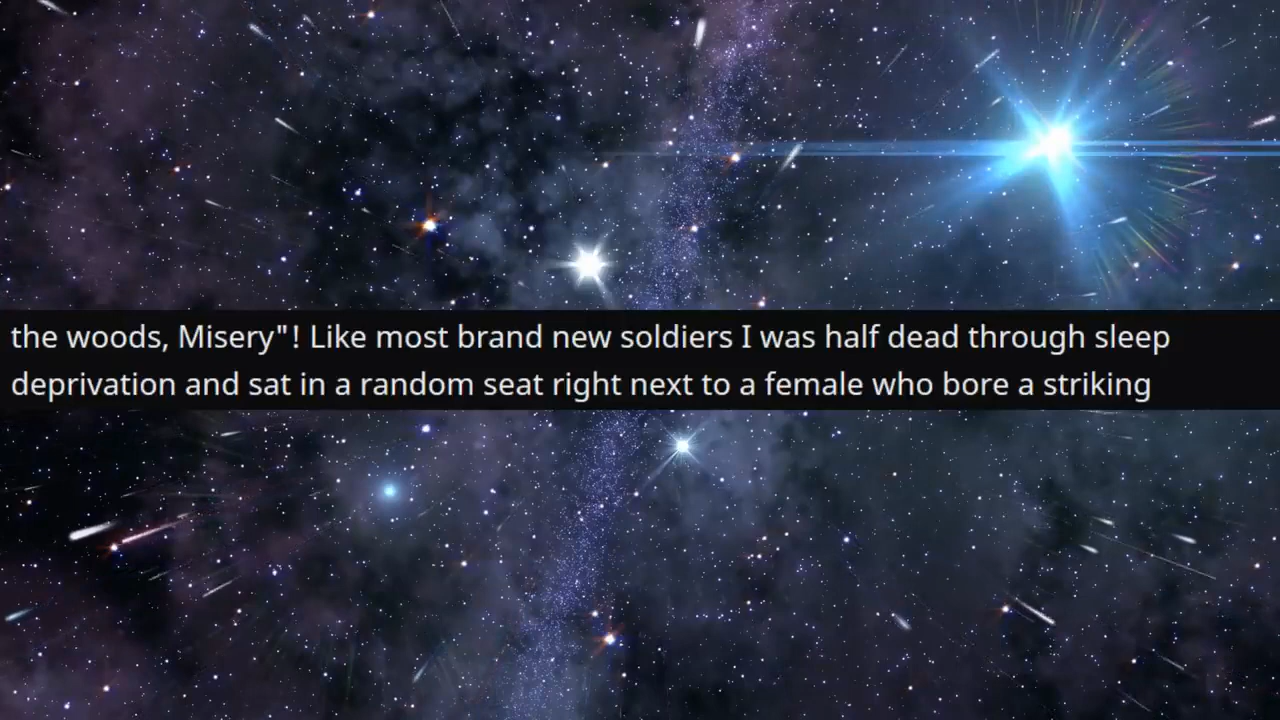 the woods, Misery"! Like most brand new soldiers I was half dead through sleep
deprivation and sat in a random seat right next to a female who bore a striking